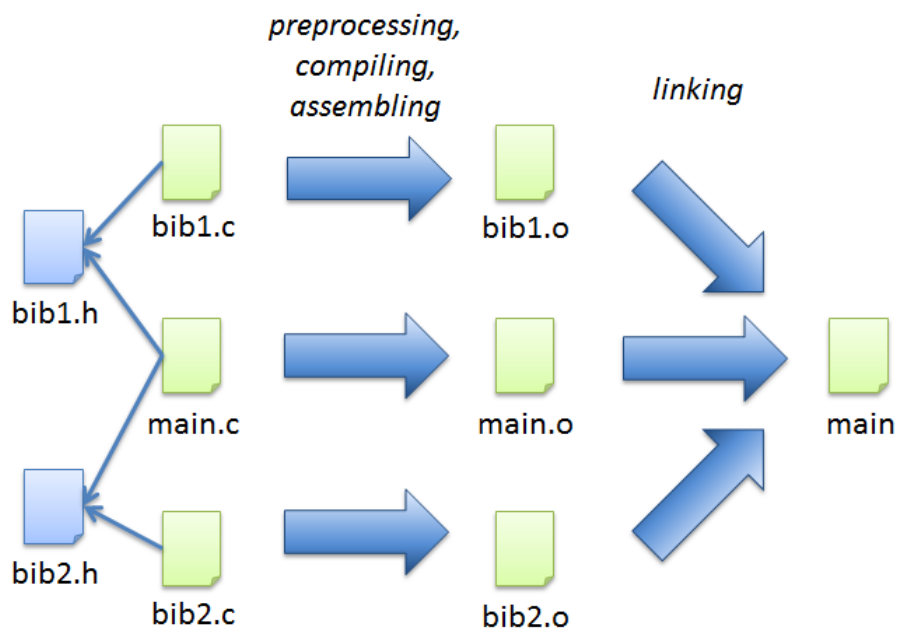 preprocessing,
compiling,
assembling
linking
bib1.c
bib1.o
bib1.h
main.c
main.o
main
bib2.h
bib2.c
bib2.o